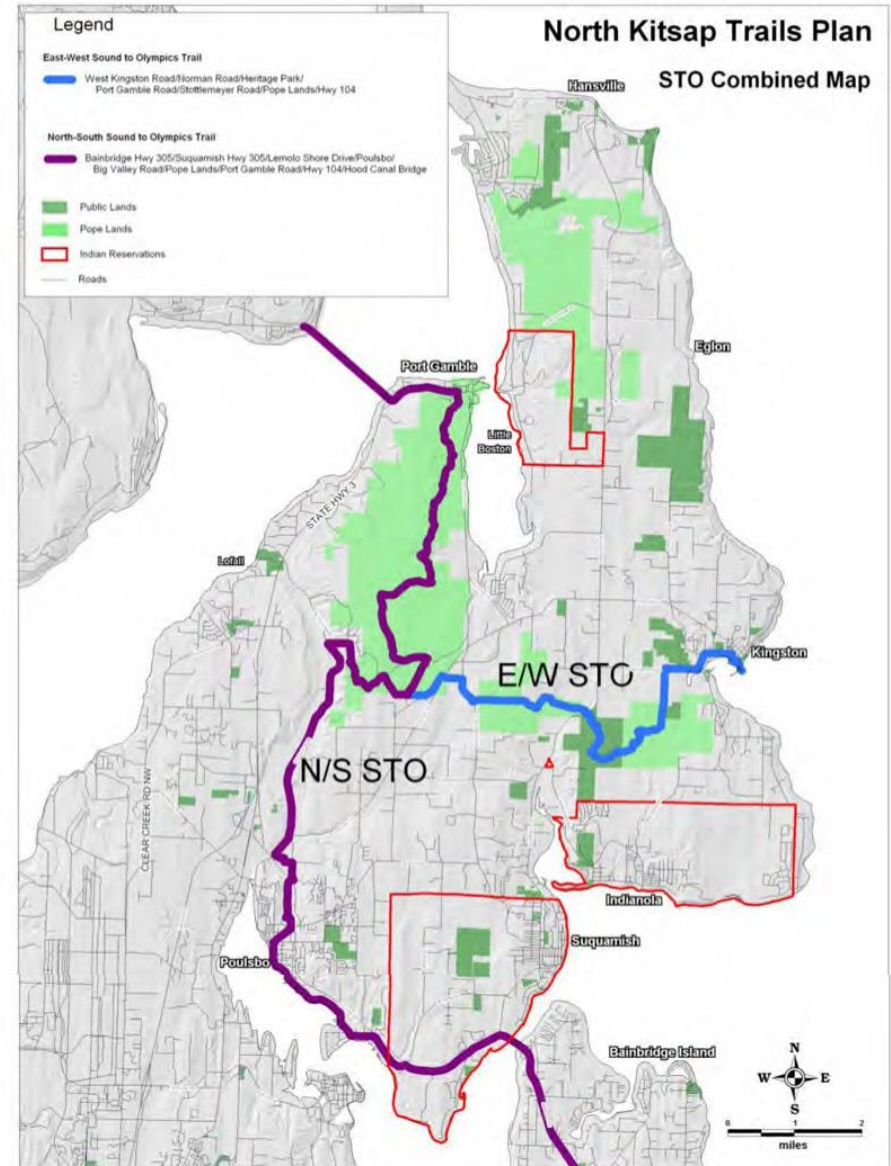 North Kitsap Trails Plan
STO Combined Map
Legend
East-West Sound to Olympics Trail
West Kingston Road/Norman Road/Heritage Park/
Port Gamble Road/Stottlemeyer Road/Pope Lands/Hwy 104
North-South Sound to Olympics Trail
Bainbridge Hwy 305/Suquamish Hwy 305/Lemolo Shore Drive/Poulsbo/
Big Valley Road/Pope Lands/Port Gamble Road/Hwy 104/Hood Canal Bridge
Public Lands
Pope Lands
Indian Reservations
Roads
Hansville
Eglon
Port Gamble
Little
Boston
STATE HWY 3
Lofall
Kingston
E/W STO
N/S STO
CLEAR CREEK RD NW
Indianola
Suquamish
Poulsbo
Bainbridge Island
N
W E
S
0 1 2
miles